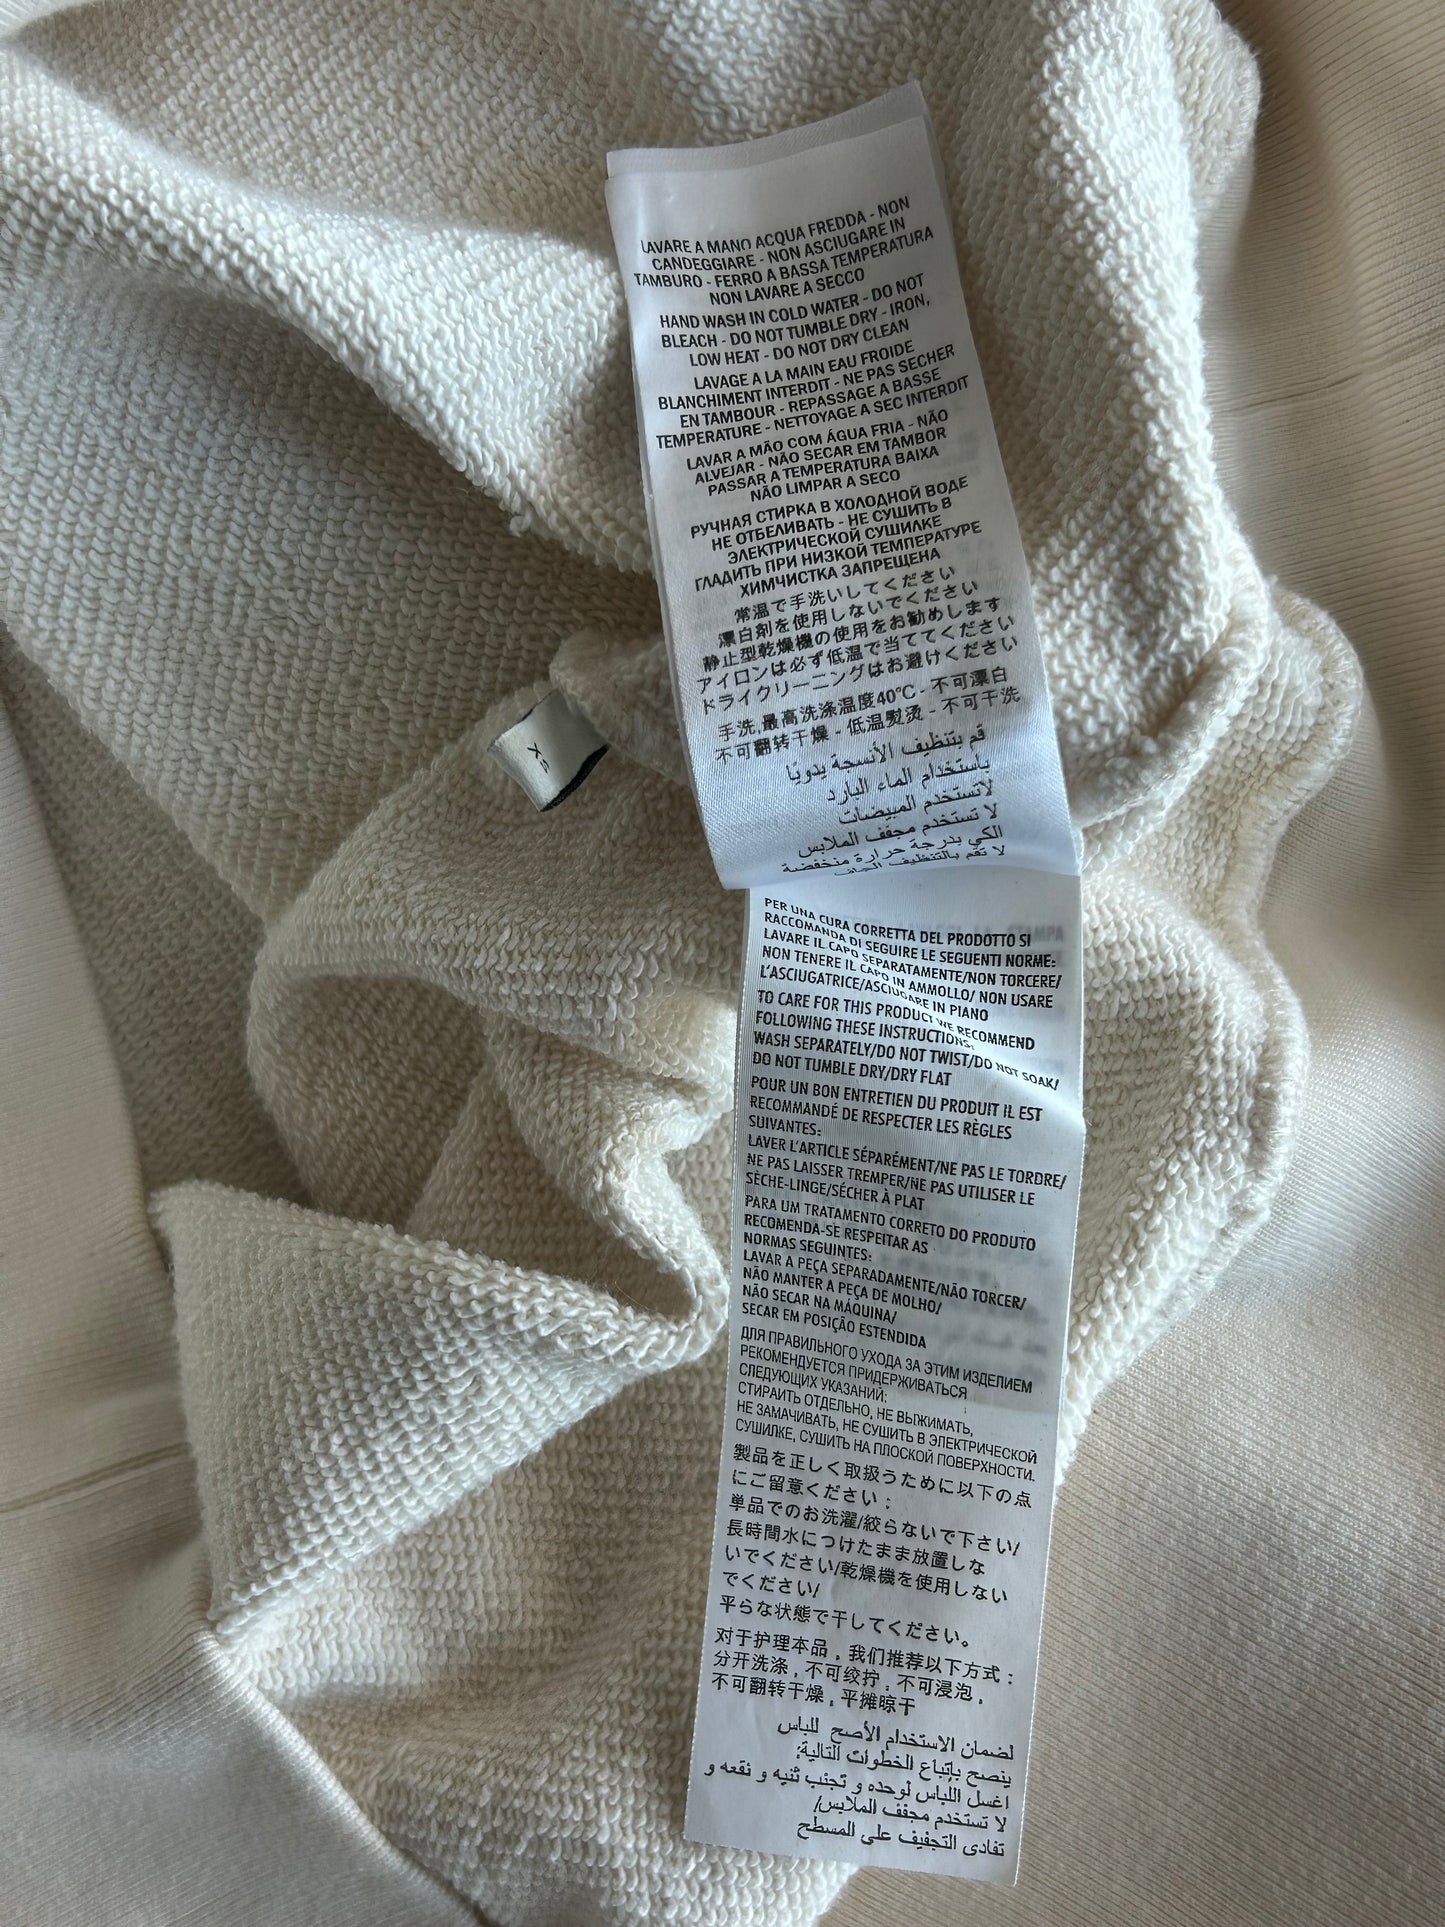 LAVARE A MANO ACQUA FREDDA - NON
CANDEGGIARE - NON ASCIUGARE IN
TAMBURO - FERRO A BASSA TEMPERATURA
NON LAVARE A SECCO
HAND WASH IN COLD WATER - DO NOT
BLEACH - DO NOT TUMBLE DRY - IRON,
LOW HEAT - DO NOT DRY CLEAN
LAVAGE A LA MAIN EAU FROIDE
BLANCHIMENT INTERDIT - NE PAS SECHER
EN TAMBOUR - REPASSAGE A BASSE
TEMPERATURE - NETTOYAGE A SEC INTERDIT
LAVAR A MÃO COM ÁGUA FRIA - NÃO
ALVEJAR - NÃO SECAR EM TAMBOR
PASSAR A TEMPERATURA BAIXA
NÃO LIMPAR A SECO
РУЧНАЯ СТИРКА В ХОЛОДНОЙ ВОДЕ
НЕ ОТБЕЛИВАТЬ - НЕ СУШИТЬ В
ЭЛЕКТРИЧЕСКОЙ СУШИЛКЕ
ГЛАДИТЬ ПРИ НИЗКОЙ ТЕМПЕРАТУРЕ
ХИМЧИСТКА ЗАПРЕЩЕНА
常温で手洗いしてください
漂白剤を使用しないでください
静止型乾燥機の使用をお勧めします
アイロンは必ず低温で当ててください
ドライクリーニングはお避けください
手洗,最高洗涤温度40°C - 不可漂白
不可翻转干燥 - 低温熨烫 - 不可干洗
قم بتنظيف الأنسجة يدويًا
باستخدام الماء البارد
لاتستخدم المبيضات
لا تستخدم مجفف الملابس
الكي بدرجة حرارة منخفضة
لا تقم بالتنظيف الجاف
XS
PER UNA CURA CORRETTA DEL PRODOTTO SI
RACCOMANDA DI SEGUIRE LE SEGUENTI NORME:
LAVARE IL CAPO SEPARATAMENTE/NON TORCERE/
NON TENERE IL CAPO IN AMMOLLO/ NON USARE
L'ASCIUGATRICE/ASCIUGARE IN PIANO
TO CARE FOR THIS PRODUCT WE RECOMMEND
FOLLOWING THESE INSTRUCTIONS:
WASH SEPARATELY/DO NOT TWIST/DO NOT SOAK/
DO NOT TUMBLE DRY/DRY FLAT
POUR UN BON ENTRETIEN DU PRODUIT IL EST
RECOMMANDÉ DE RESPECTER LES RÈGLES
SUIVANTES:
LAVER L'ARTICLE SÉPARÉMENT/NE PAS LE TORDRE/
NE PAS LAISSER TREMPER/NE PAS UTILISER LE
SÈCHE-LINGE/SÉCHER À PLAT
PARA UM TRATAMENTO CORRETO DO PRODUTO
RECOMENDA-SE RESPEITAR AS
NORMAS SEGUINTES:
LAVAR A PEÇA SEPARADAMENTE/NÃO TORCER/
NÃO MANTER A PEÇA DE MOLHO/
NÃO SECAR NA MÁQUINA/
SECAR EM POSIÇÃO ESTENDIDA
ДЛЯ ПРАВИЛЬНОГО УХОДА ЗА ЭТИМ ИЗДЕЛИЕМ
РЕКОМЕНДУЕТСЯ ПРИДЕРЖИВАТЬСЯ
СЛЕДУЮЩИХ УКАЗАНИЙ:
СТИРАИТЬ ОТДЕЛЬНО, НЕ ВЫЖИМАТЬ,
НЕ ЗАМАЧИВАТЬ, НЕ СУШИТЬ В ЭЛЕКТРИЧЕСКОЙ
СУШИЛКЕ, СУШИТЬ НА ПЛОСКОЙ ПОВЕРХНОСТИ.
製品を正しく取扱うために以下の点
にご留意ください：
単品でのお洗濯/絞らないで下さい/
長時間水につけたまま放置しな
いでください/乾燥機を使用しない
でください/
平らな状態で干してください。
对于护理本品，我们推荐以下方式：
分开洗涤，不可绞拧，不可浸泡，
不可翻转干燥，平摊晾干
لضمان الاستخدام الأصح للباس
ينصح بإتباع الخطوات التالية:
اغسل اللباس لوحده و تجنب ثنيه و نقعه و
لا تستخدم مجفف الملابس/
تفادى التجفيف على المسطح